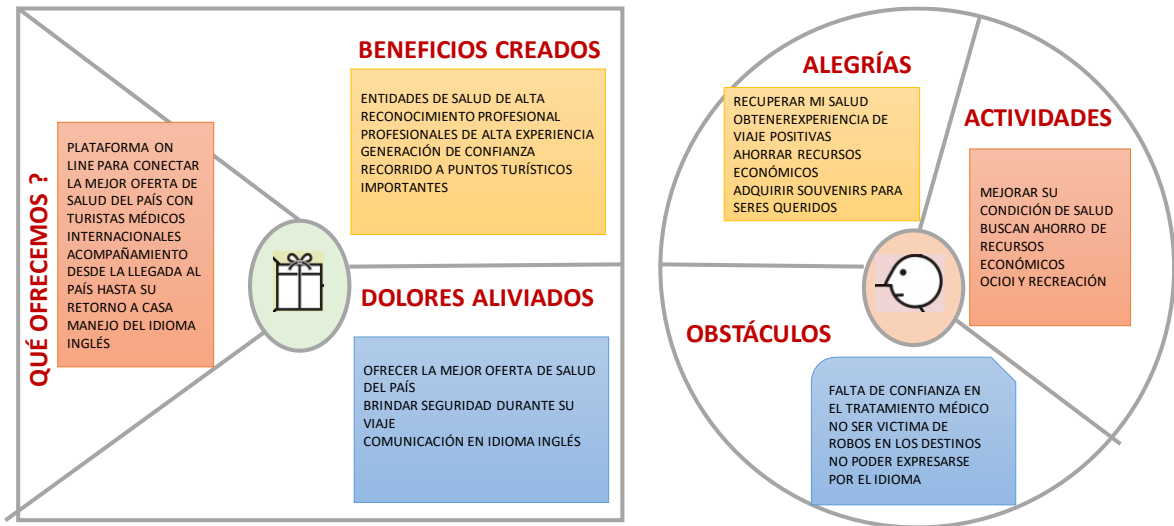 QUÉ OFRECEMOS ?
PLATAFORMA ON
LINE PARA CONECTAR
LA MEJOR OFERTA DE
SALUD DEL PAÍS CON
TURISTAS MÉDICOS
INTERNACIONALES
ACOMPAÑAMIENTO
DESDE LA LLEGADA AL
PAÍS HASTA SU
RETORNO A CASA
MANEJO DEL IDIOMA
INGLÉS
BENEFICIOS CREADOS
ENTIDADES DE SALUD DE ALTA
RECONOCIMIENTO PROFESIONAL
PROFESIONALES DE ALTA EXPERIENCIA
GENERACIÓN DE CONFIANZA
RECORRIDO A PUNTOS TURÍSTICOS
IMPORTANTES
DOLORES ALIVIADOS
OFRECER LA MEJOR OFERTA DE SALUD
DEL PAÍS
BRINDAR SEGURIDAD DURANTE SU
VIAJE
COMUNICACIÓN EN IDIOMA INGLÉS
ALEGRÍAS
RECUPERAR MI SALUD
OBTENEREXPERIENCIA DE
VIAJE POSITIVAS
AHORRAR RECURSOS
ECONÓMICOS
ADQUIRIR SOUVENIRS PARA
SERES QUERIDOS
ACTIVIDADES
MEJORAR SU
CONDICIÓN DE SALUD
BUSCAN AHORRO DE
RECURSOS
ECONÓMICOS
OCIOI Y RECREACIÓN
OBSTÁCULOS
FALTA DE CONFIANZA EN
EL TRATAMIENTO MÉDICO
NO SER VICTIMA DE
ROBOS EN LOS DESTINOS
NO PODER EXPRESARSE
POR EL IDIOMA